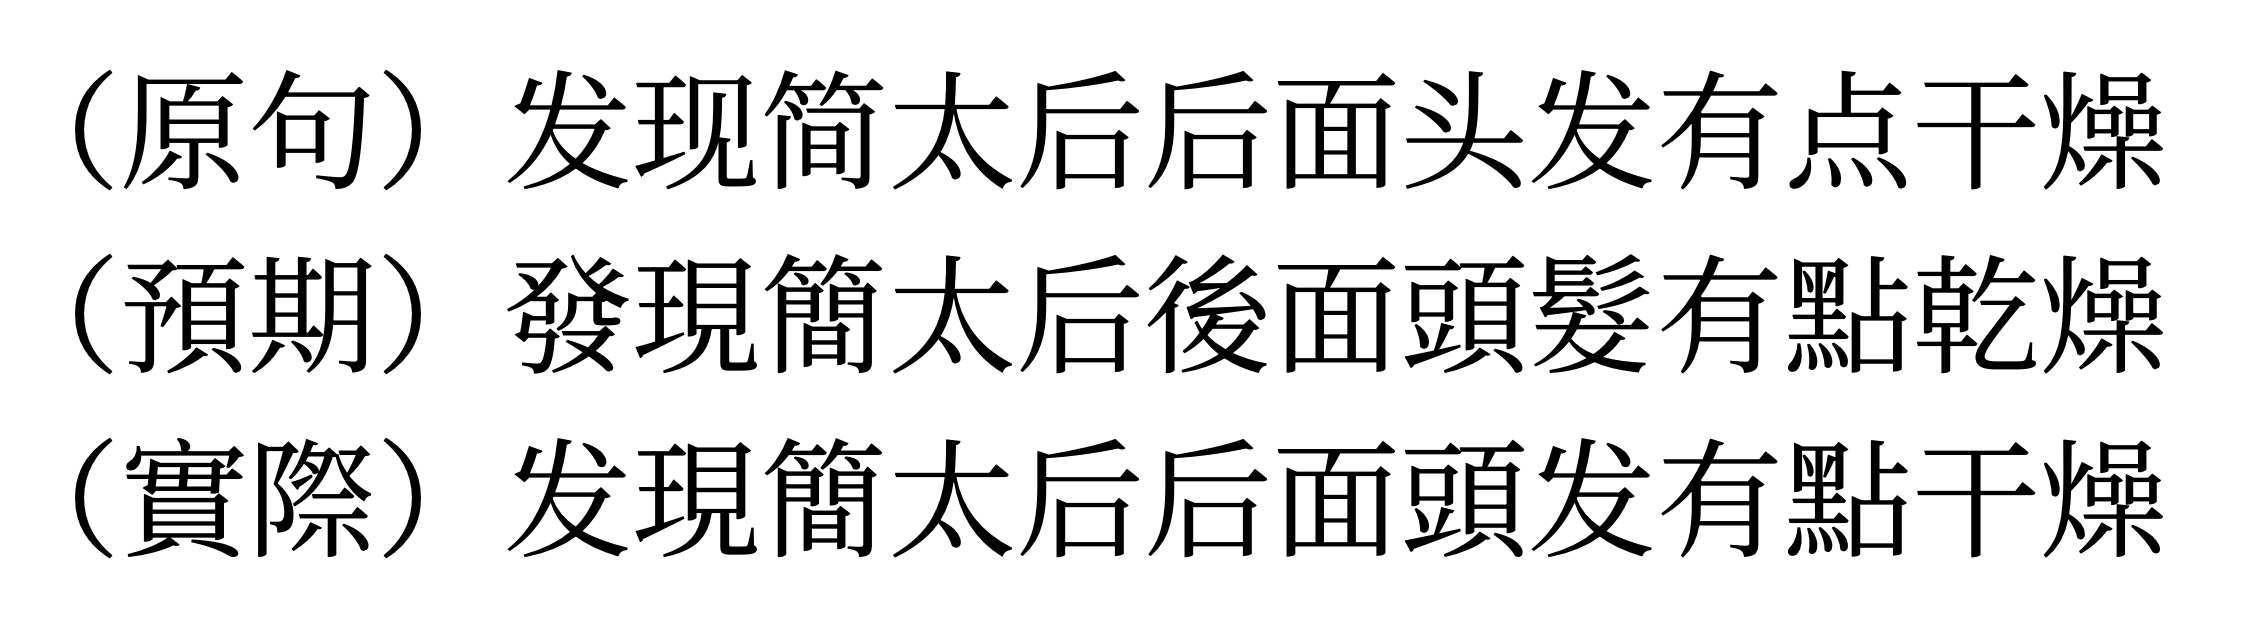 （原句） 发现简太后后面头发有点干燥
（預期） 發現簡太后後面頭髮有點乾燥
（實際） 发現簡太后后面頭发有點干燥